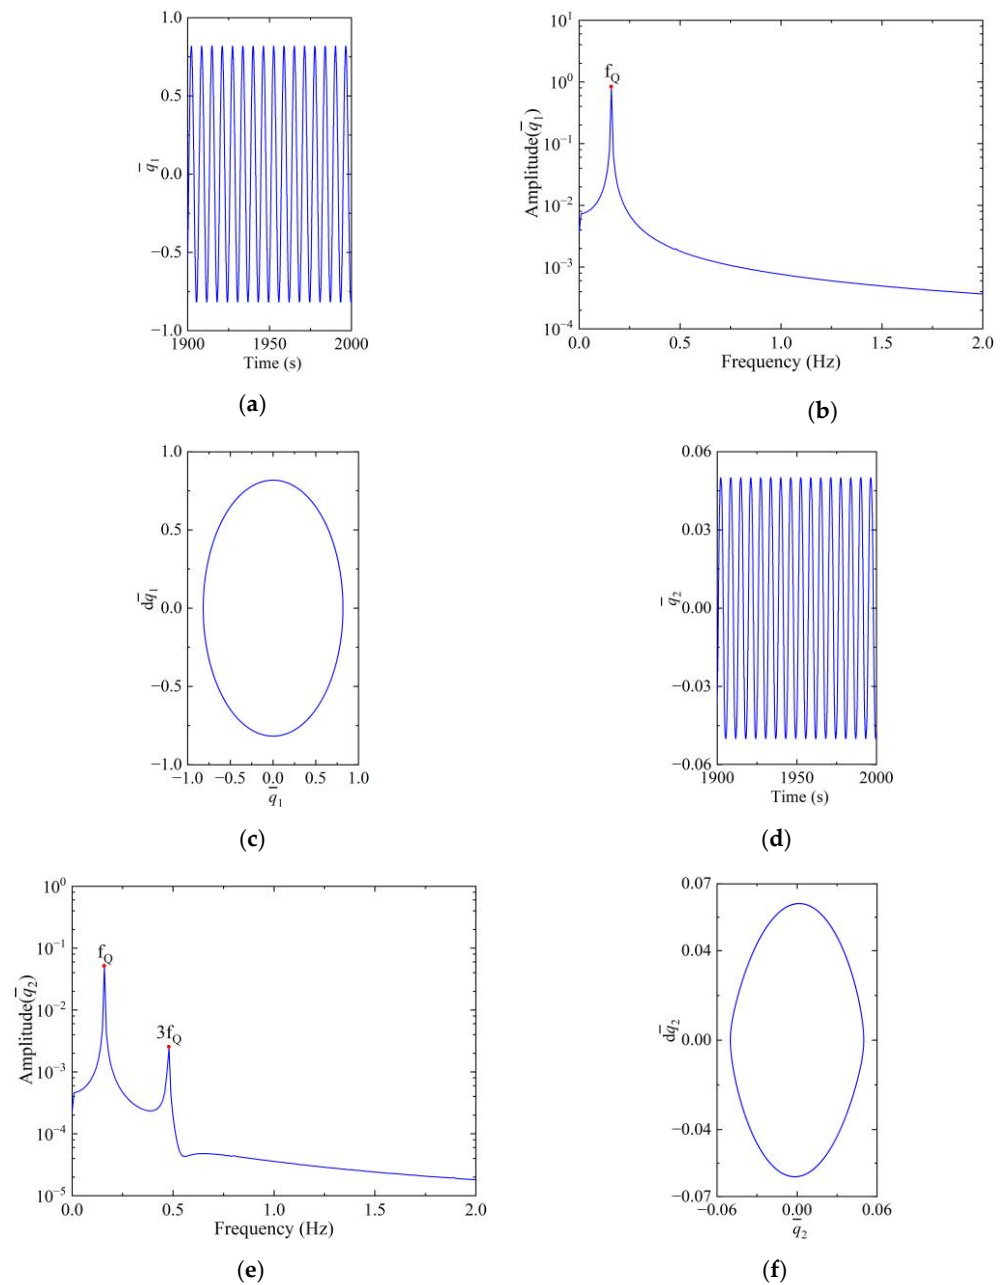 1.0
0.5
0.0
−0.5
−1.0
q̅₁
1900 1950 2000
Time (s)
(a)
10¹
10⁰
10⁻¹
10⁻²
10⁻³
10⁻⁴
Amplitude(q̅₁)
f_Q
0.0 0.5 1.0 1.5 2.0
Frequency (Hz)
(b)
1.0
0.5
0.0
−0.5
−1.0
dq̅₁
−1.0 −0.5 0.0 0.5 1.0
q̅₁
(c)
0.06
0.03
0.00
−0.03
−0.06
q̅₂
1900 1950 2000
Time (s)
(d)
10⁰
10⁻¹
10⁻²
10⁻³
10⁻⁴
10⁻⁵
Amplitude(q̅₂)
f_Q
3f_Q
0.0 0.5 1.0 1.5 2.0
Frequency (Hz)
(e)
0.07
0.04
0.00
−0.04
−0.07
dq̅₂
−0.06 0.00 0.06
q̅₂
(f)